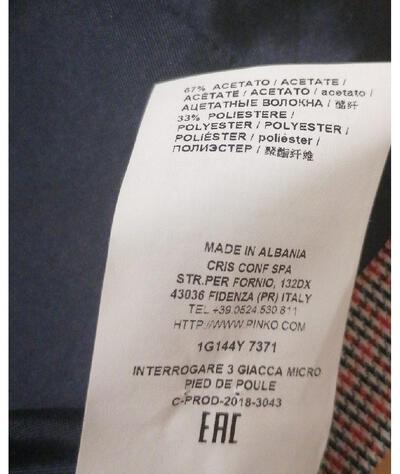 67% ACETATO / ACETATE /
ACÉTATE / ACETATO / acetato /
АЦЕТАТНЫЕ ВОЛОКНА / 醋纤
33% POLIESTERE /
POLYESTER / POLYESTER /
POLIÉSTER / poliéster /
ПОЛИЭСТЕР / 聚酯纤维
MADE IN ALBANIA
CRIS CONF SPA
STR.PER FORNIO, 132DX
43036 FIDENZA (PR) ITALY
TEL +39.0524.530 811
HTTP://WWW.PINKO.COM
1G144Y 7371
INTERROGARE 3 GIACCA MICRO
PIED DE POULE
C-PROD-2018-3043
EAC